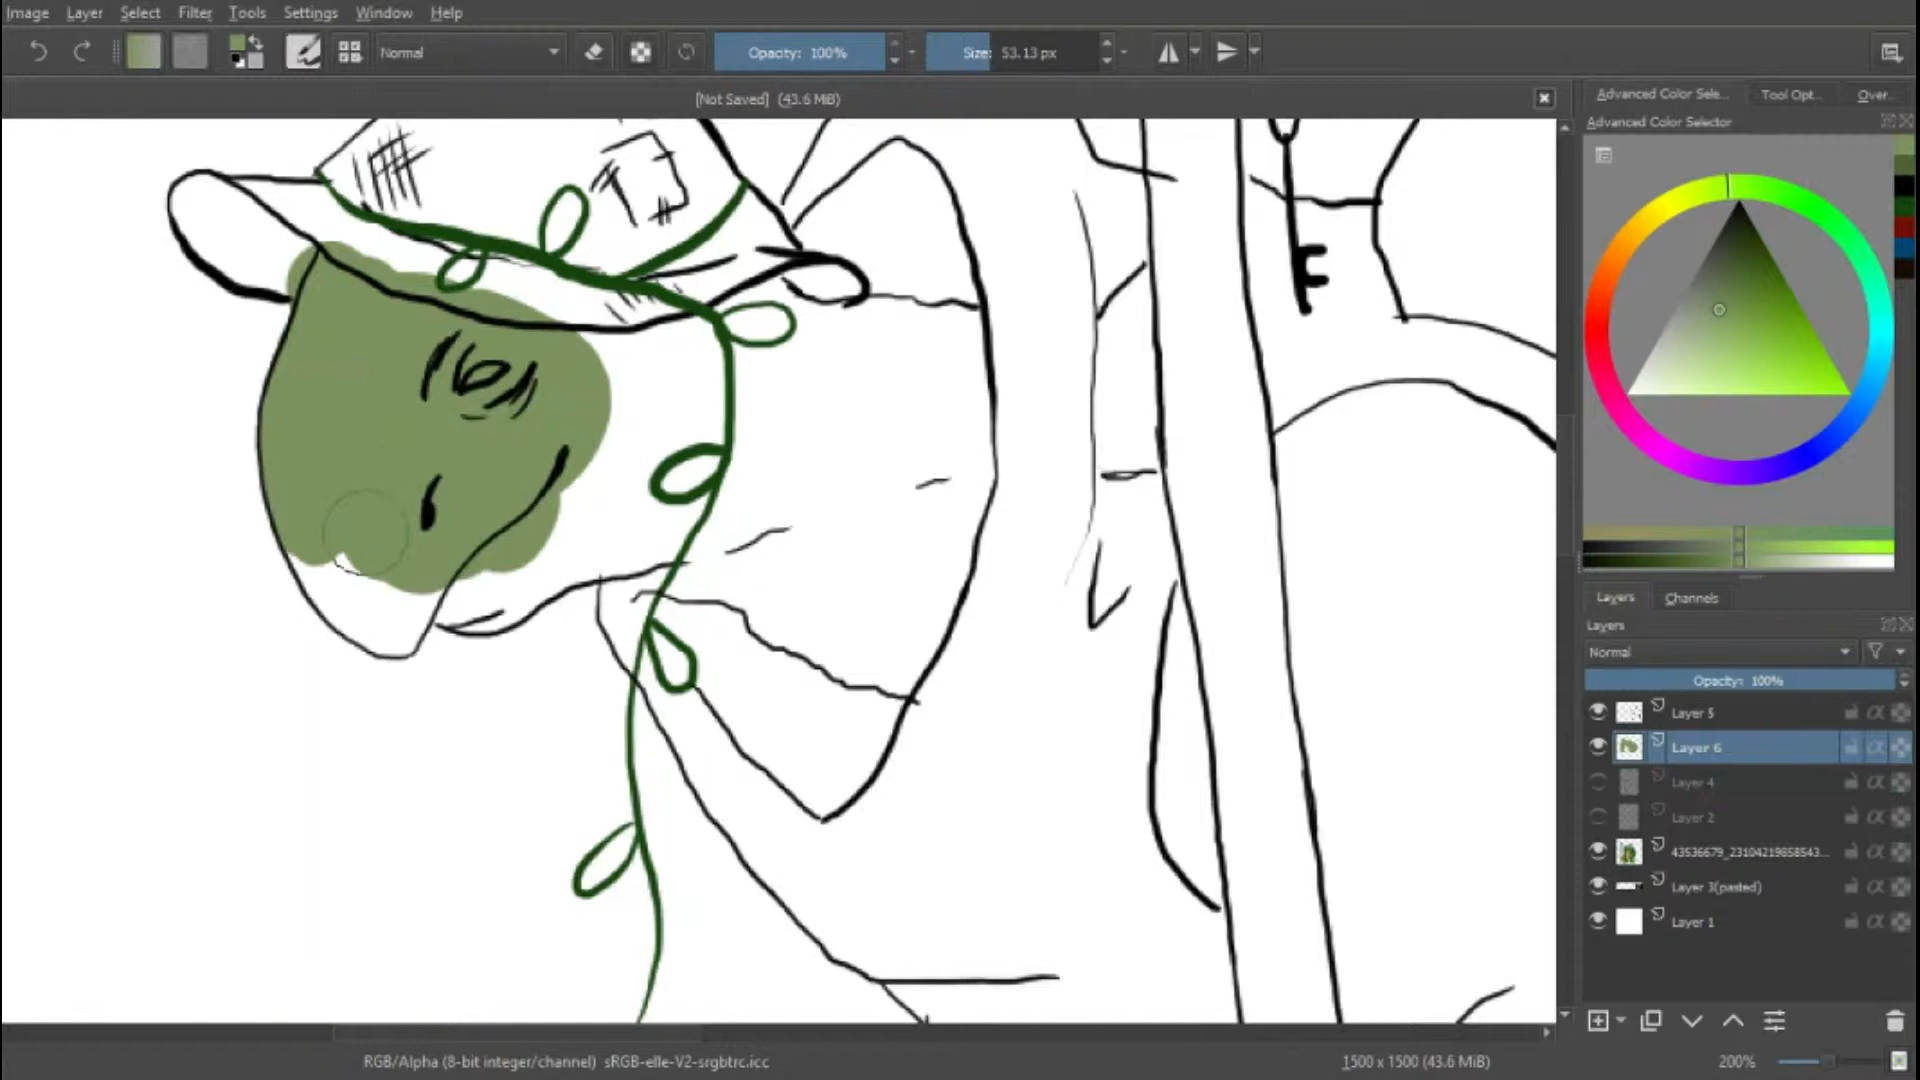 Image Layer Select Filter Tools Settings Window Help
Normal Opacity: 100% Size: 53.13 px
[Not Saved] (43.6 MiB)
Advanced Color Sele... Tool Opt... Over...
Advanced Color Selector
Layers Channels
Layers
Normal
Opacity: 100%
Layer 5
Layer 6
Layer 4
Layer 2
43536679_23104219858543...
Layer 3(pasted)
Layer 1
RGB/Alpha (8-bit integer/channel) sRGB-elle-V2-srgbtrc.icc 1500 x 1500 (43.6 MiB) 200%